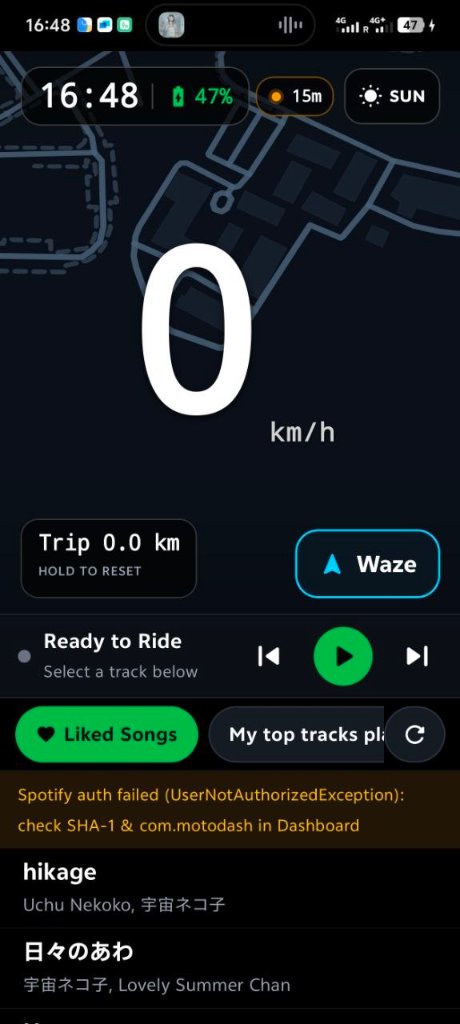 16:48
4G
R
4G+
47
16:48
47%
15m
SUN
0
km/h
Trip 0.0 km
HOLD TO RESET
Waze
Ready to Ride
Select a track below
Liked Songs
My top tracks pla
Spotify auth failed (UserNotAuthorizedException):
check SHA-1 & com.motodash in Dashboard
hikage
Uchu Nekoko, 宇宙ネコ子
日々のあわ
宇宙ネコ子, Lovely Summer Chan